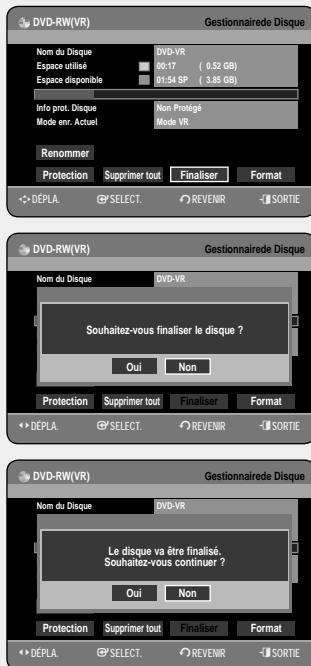 DVD-RW(VR) Gestionnairede Disque
Nom du Disque DVD-VR
Espace utilisé 00:17 ( 0.52 GB)
Espace disponible 01:54 SP ( 3.85 GB)
Info prot. Disque Non Protégé
Mode enr. Actuel Mode VR
Renommer
Protection Supprimer tout Finaliser Format
DÉPLA. SELECT. REVENIR SORTIE
DVD-RW(VR) Gestionnairede Disque
Nom du Disque DVD-VR
Souhaitez-vous finaliser le disque ?
Oui Non
Protection Supprimer tout Finaliser Format
DÉPLA. SELECT. REVENIR SORTIE
DVD-RW(VR) Gestionnairede Disque
Nom du Disque DVD-VR
Le disque va être finalisé.
Souhaitez-vous continuer ?
Oui Non
Protection Supprimer tout Finaliser Format
DÉPLA. SELECT. REVENIR SORTIE